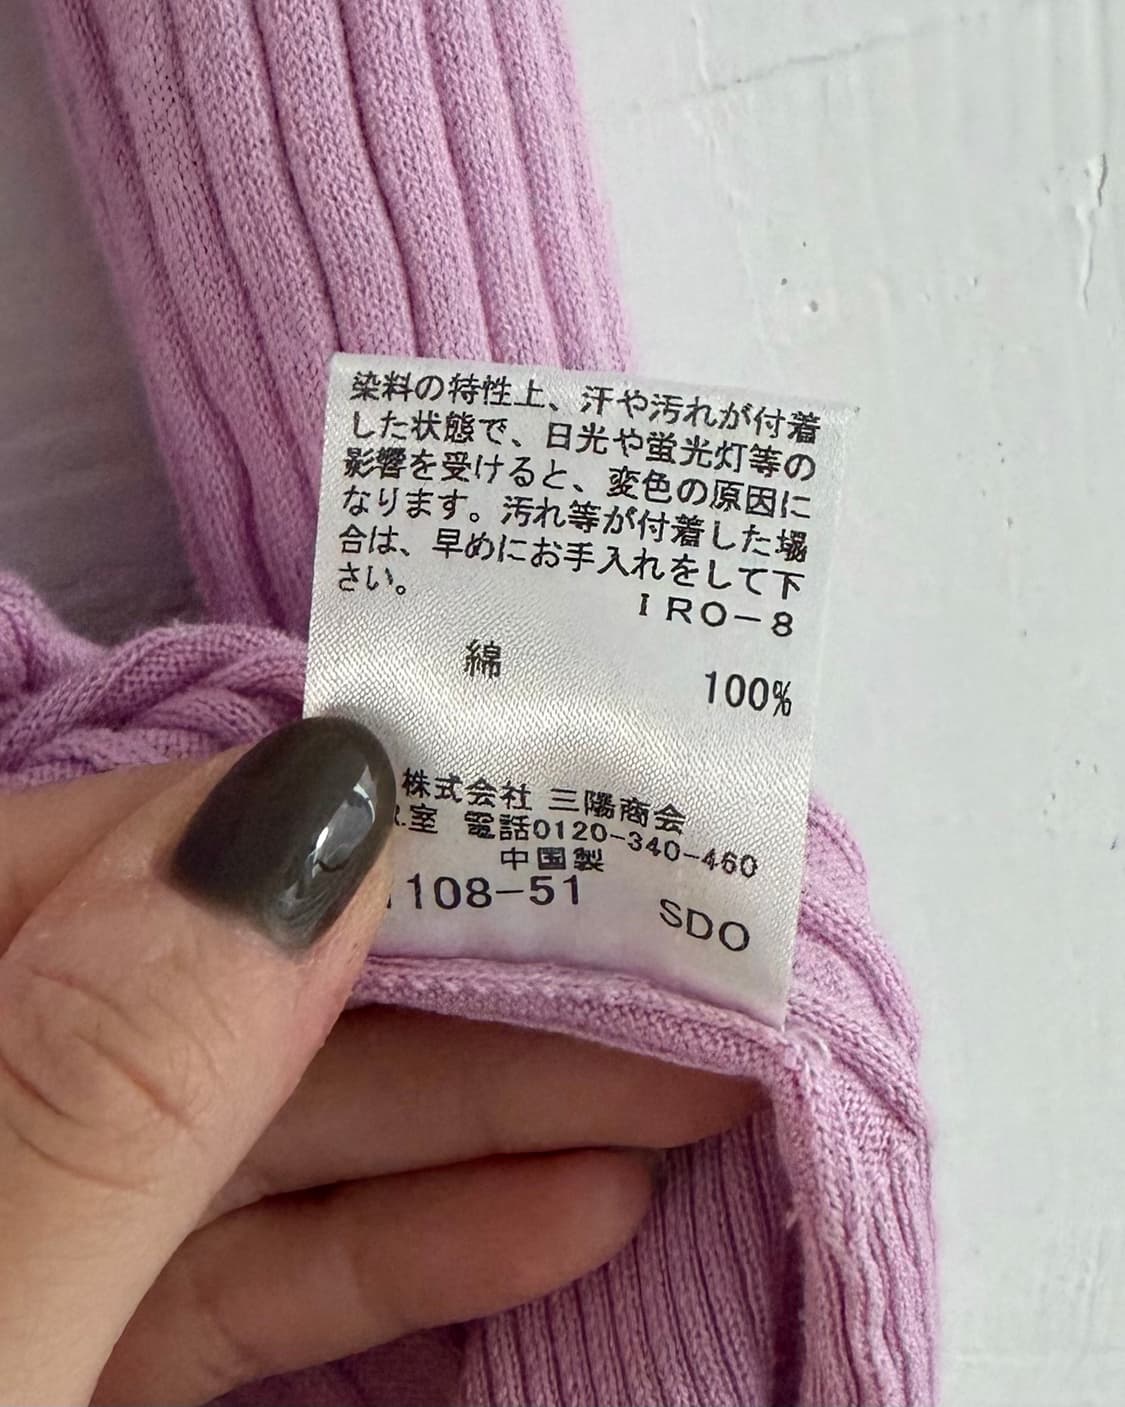 染料の特性上、汗や汚れが付着
した状態で、日光や蛍光灯等の
影響を受けると、変色の原因に
なります。汚れ等が付着した場
合は、早めにお手入れをして下
さい。
IRO-8
綿 100%
株式会社 三陽商会
室 電話0120-340-460
中国製
108-51 SDO